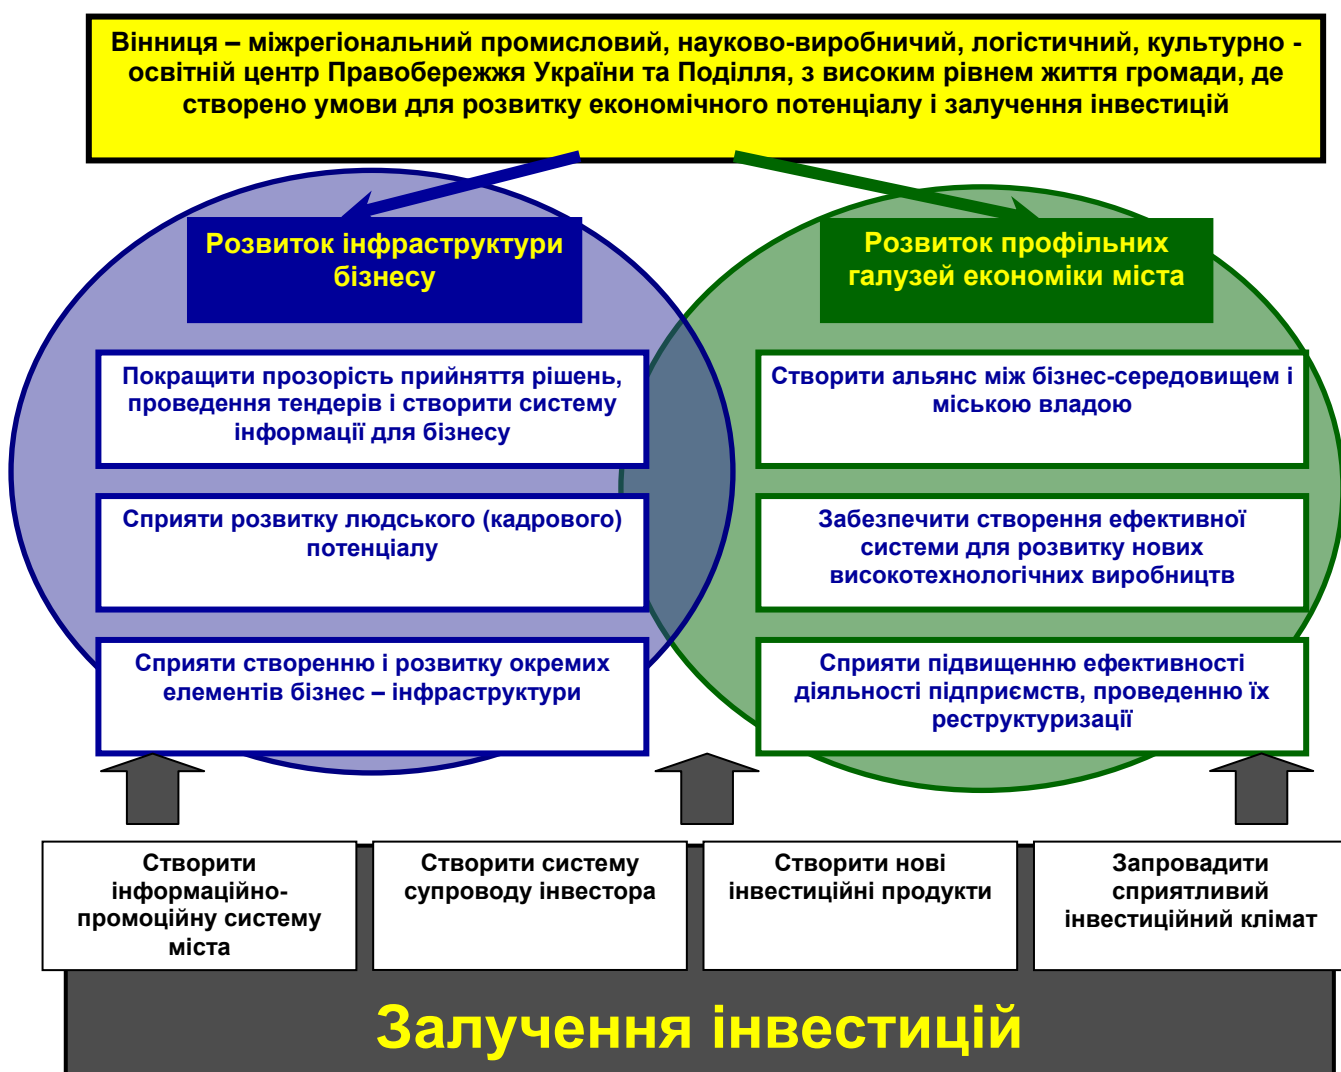 Вінниця – міжрегіональний промисловий, науково-виробничий, логістичний, культурно -
освітній центр Правобережжя України та Поділля, з високим рівнем життя громади, де
створено умови для розвитку економічного потенціалу і залучення інвестицій
Розвиток інфраструктури
бізнесу
Розвиток профільних
галузей економіки міста
Покращити прозорість прийняття рішень,
проведення тендерів і створити систему
інформації для бізнесу
Створити альянс між бізнес-середовищем і
міською владою
Сприяти розвитку людського (кадрового)
потенціалу
Забезпечити створення ефективної
системи для розвитку нових
високотехнологічних виробництв
Сприяти створенню і розвитку окремих
елементів бізнес – інфраструктури
Сприяти підвищенню ефективності
діяльності підприємств, проведенню їх
реструктуризації
Створити
інформаційно-
промоційну систему
міста
Створити систему
супроводу інвестора
Створити нові
інвестиційні продукти
Запровадити
сприятливий
інвестиційний клімат
Залучення інвестицій